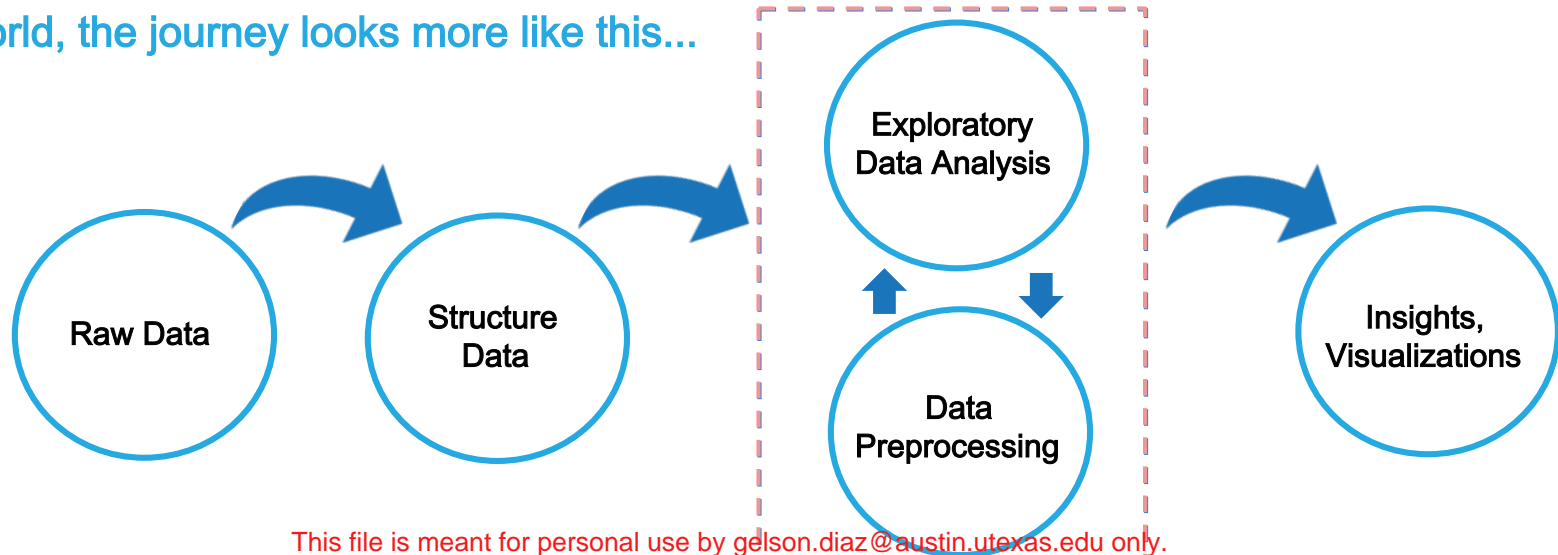 orld, the journey looks more like this...
Exploratory
Data Analysis
Raw Data
Structure
Data
Insights,
Visualizations
Data
Preprocessing
This file is meant for personal use by gelson.diaz@austin.utexas.edu only.